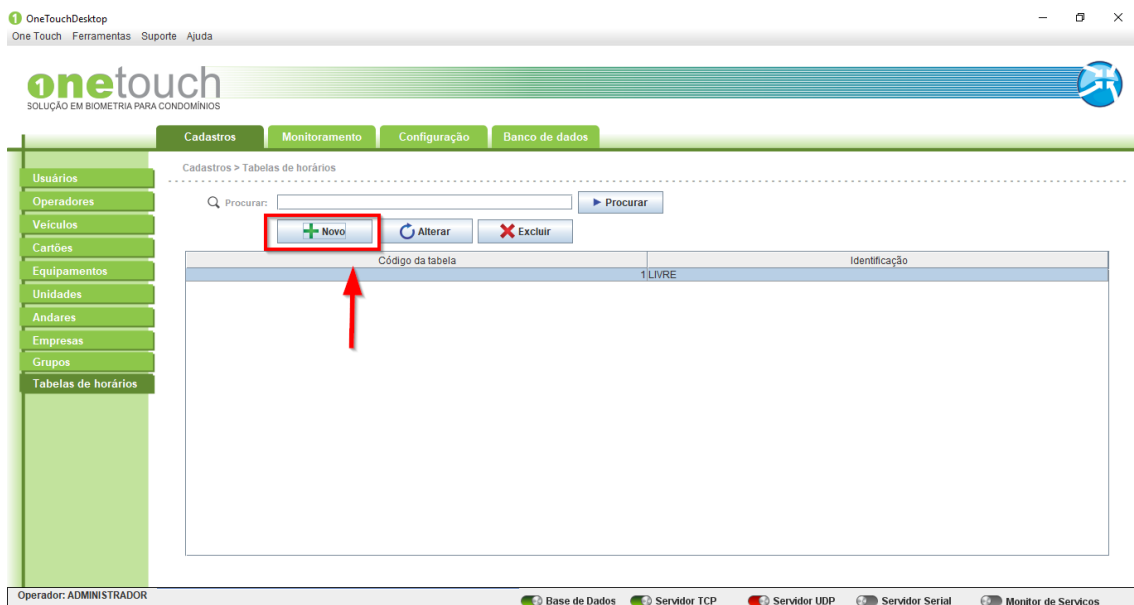 OneTouchDesktop
One Touch Ferramentas Suporte Ajuda
onetouch
SOLUÇÃO EM BIOMETRIA PARA CONDOMÍNIOS
Cadastros Monitoramento Configuração Banco de dados
Cadastros > Tabelas de horários
Usuários
Operadores
Veículos
Cartões
Equipamentos
Unidades
Andares
Empresas
Grupos
Tabelas de horários
Procurar: Procurar
Novo Alterar Excluir
Código da tabela Identificação
1 LIVRE
Operador: ADMINISTRADOR
Base de Dados Servidor TCP Servidor UDP Servidor Serial Monitor de Serviços